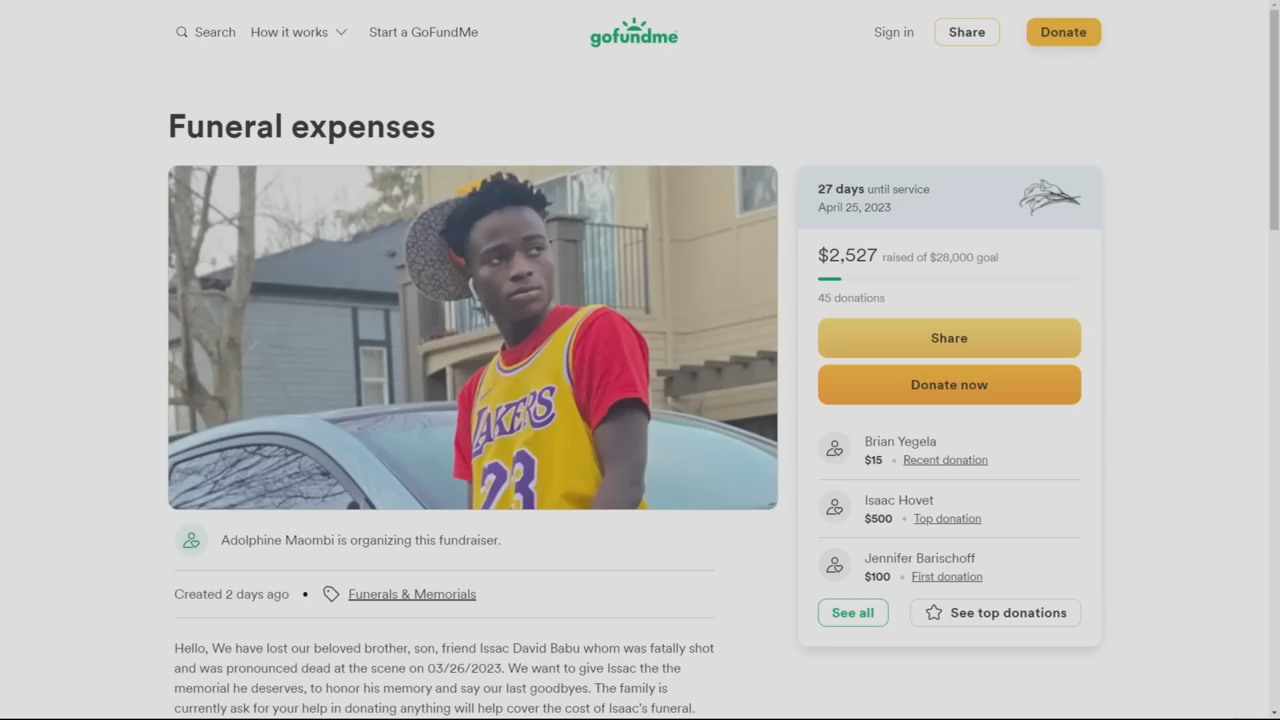 Search How it works Start a GoFundMe gofundme Sign in Share Donate
Funeral expenses
LAKERS
23
27 days until service
April 25, 2023
$2,527 raised of $28,000 goal
45 donations
Share
Donate now
Brian Yegela
$15 • Recent donation
Isaac Hovet
$500 • Top donation
Jennifer Barischoff
$100 • First donation
See all See top donations
Adolphine Maombi is organizing this fundraiser.
Created 2 days ago • Funerals & Memorials
Hello, We have lost our beloved brother, son, friend Issac David Babu whom was fatally shot
and was pronounced dead at the scene on 03/26/2023. We want to give Issac the the
memorial he deserves, to honor his memory and say our last goodbyes. The family is
currently ask for your help in donating anything will help cover the cost of Isaac's funeral.